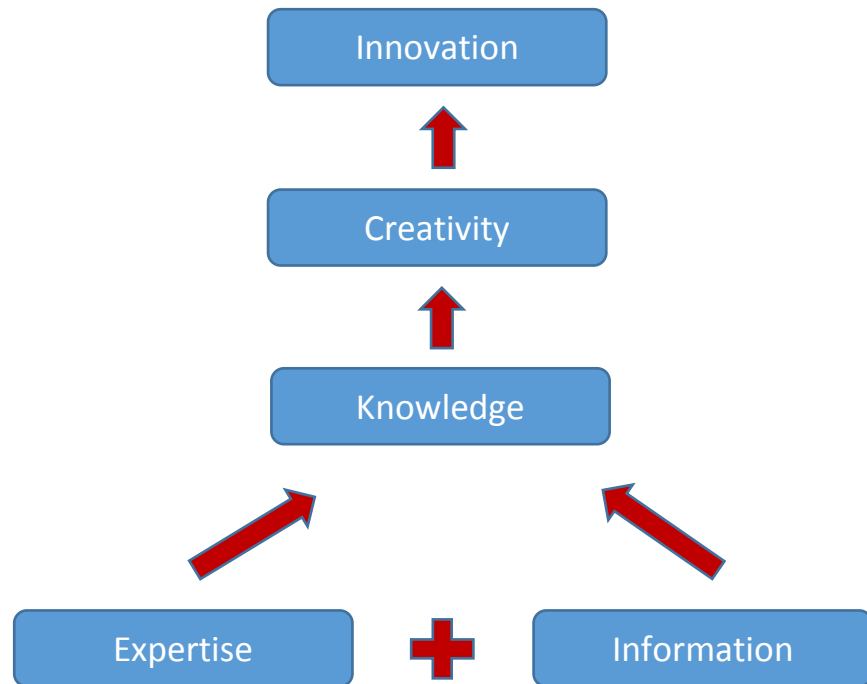 Innovation
Creativity
Knowledge
Expertise
Information